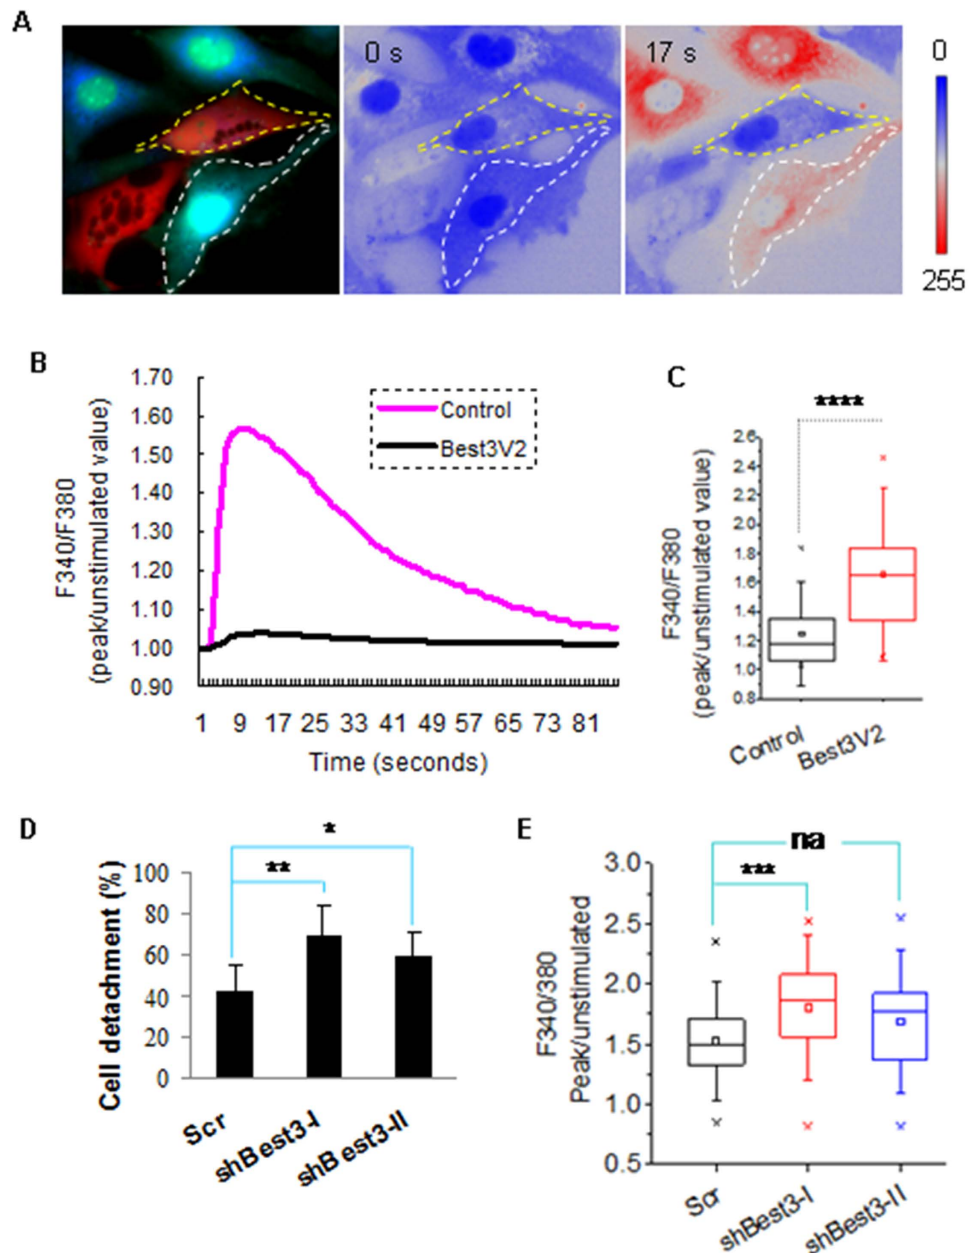 A
0 s
17 s
0
255
B
F340/F380
(peak/unstimulated value)
1.70
1.60
1.50
1.40
1.30
1.20
1.10
1.00
0.90
Control
Best3V2
1 9 17 25 33 41 49 57 65 73 81
Time (seconds)
C
****
F340/F380
(peak/unstimulated value)
2.6
2.4
2.2
2.0
1.8
1.6
1.4
1.2
1.0
0.8
Control
Best3V2
D
*
**
Cell detachment (%)
100
80
60
40
20
0
Scr
shBest3-I
shBest3-II
E
na
***
F340/380
Peak/unstimulated
3.0
2.5
2.0
1.5
1.0
0.5
Scr
shBest3-I
shBest3-II